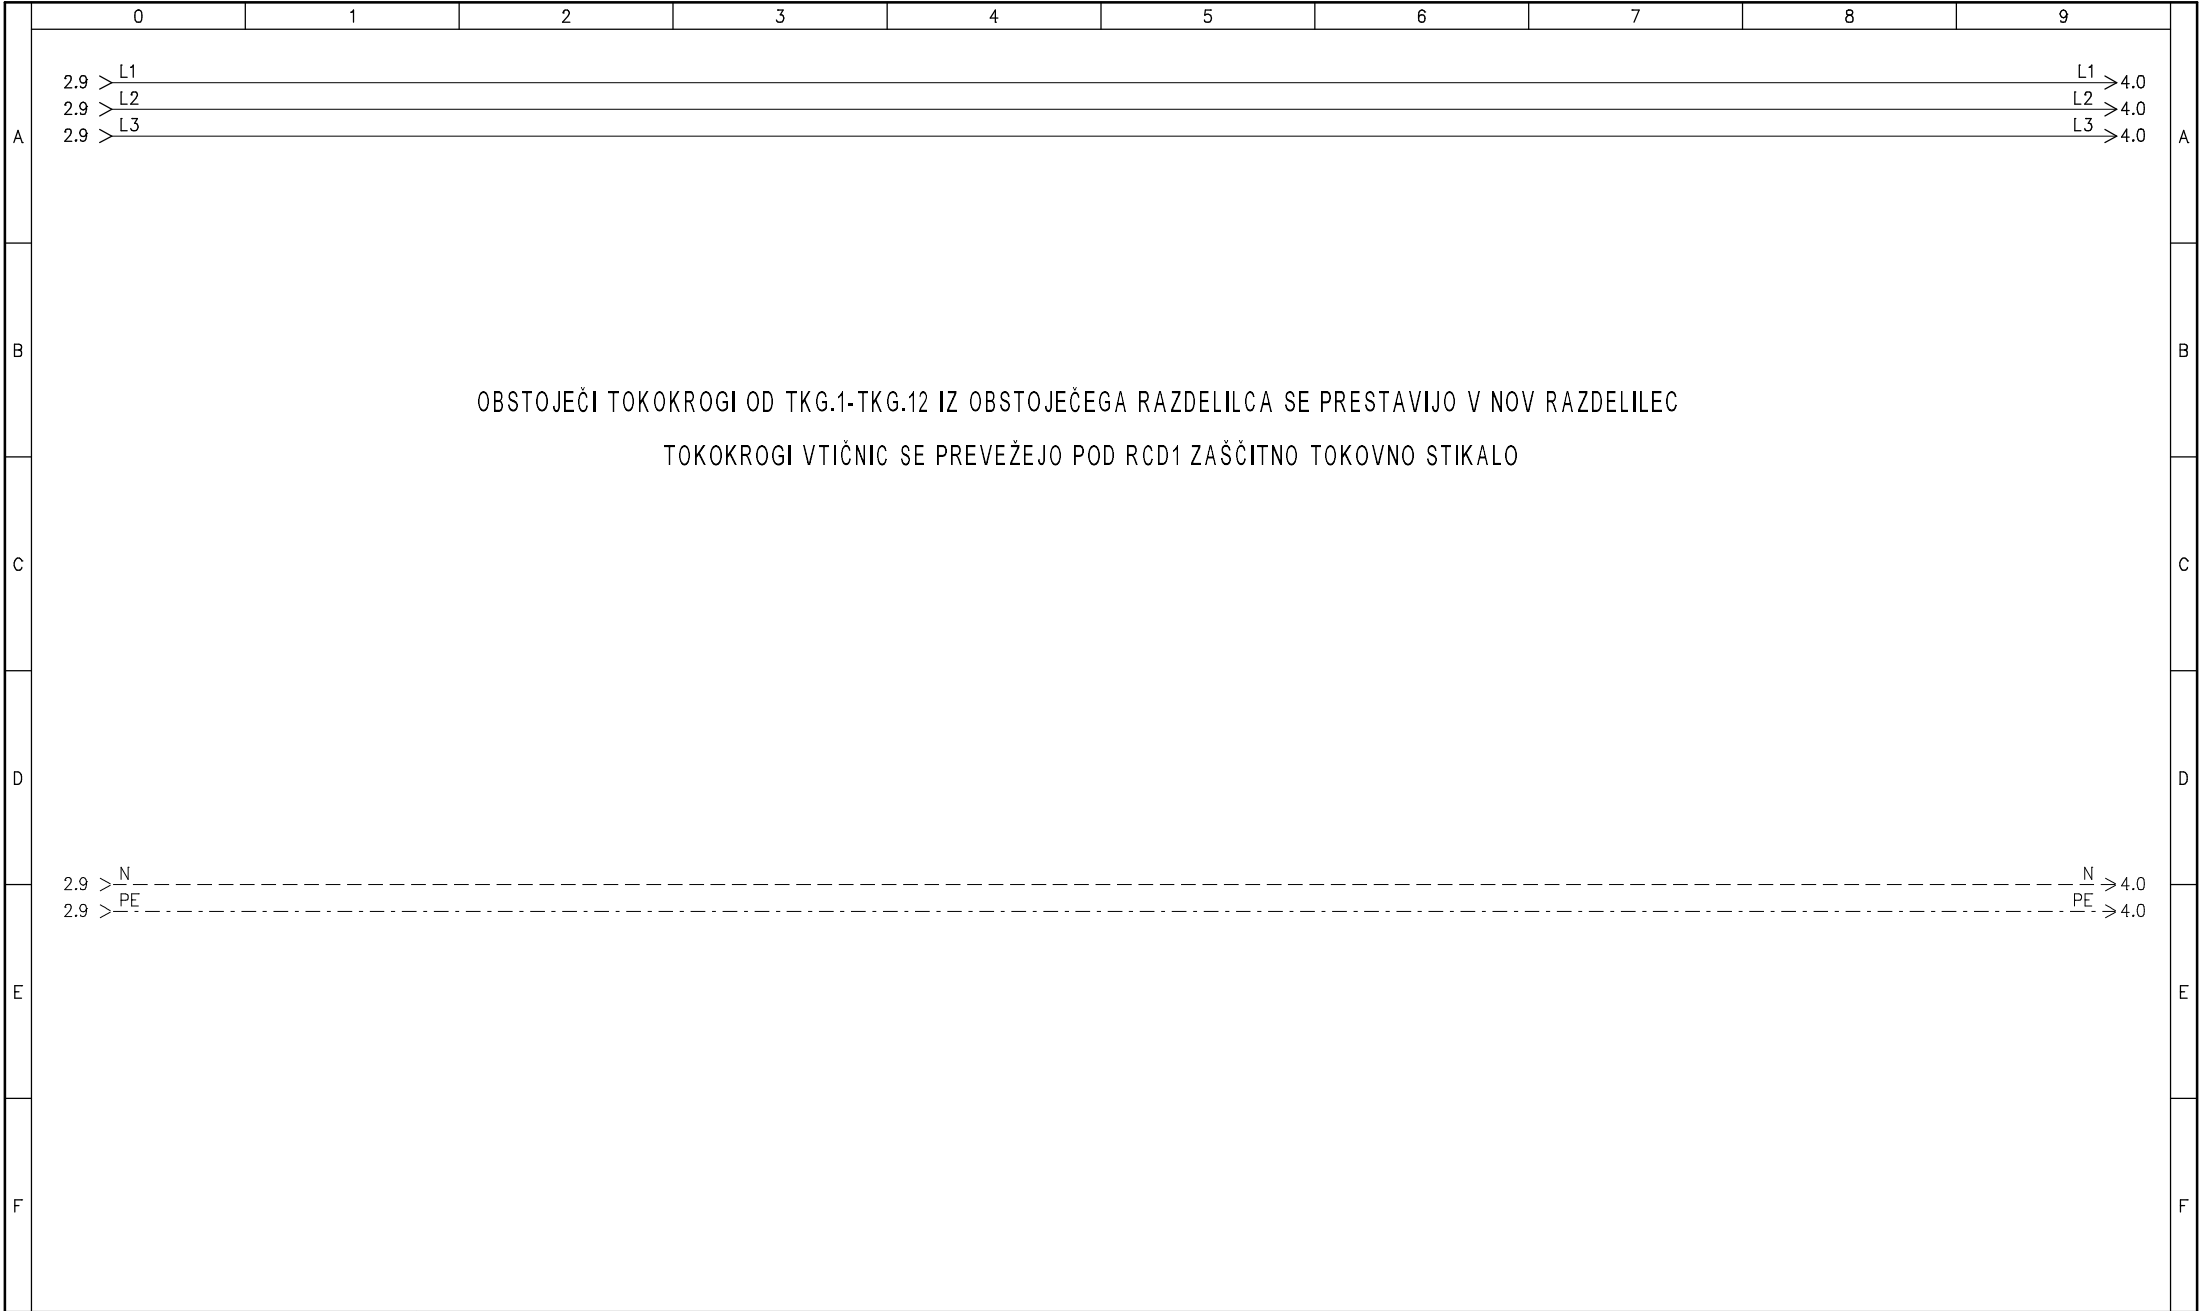 0 1 2 3 4 5 6 7 8 9
2.9 L1 L1 4.0
2.9 L2 L2 4.0
A 2.9 L3 L3 4.0 A
B B
OBSTOJEČI TOKOKROGI OD TKG.1-TKG.12 IZ OBSTOJEČEGA RAZDELILCA SE PRESTAVIJO V NOV RAZDELILEC
TOKOKROGI VTIČNIC SE PREVEŽEJO POD RCD1 ZAŠČITNO TOKOVNO STIKALO
C C
D D
2.9 N N 4.0
2.9 PE PE 4.0
E E
F F